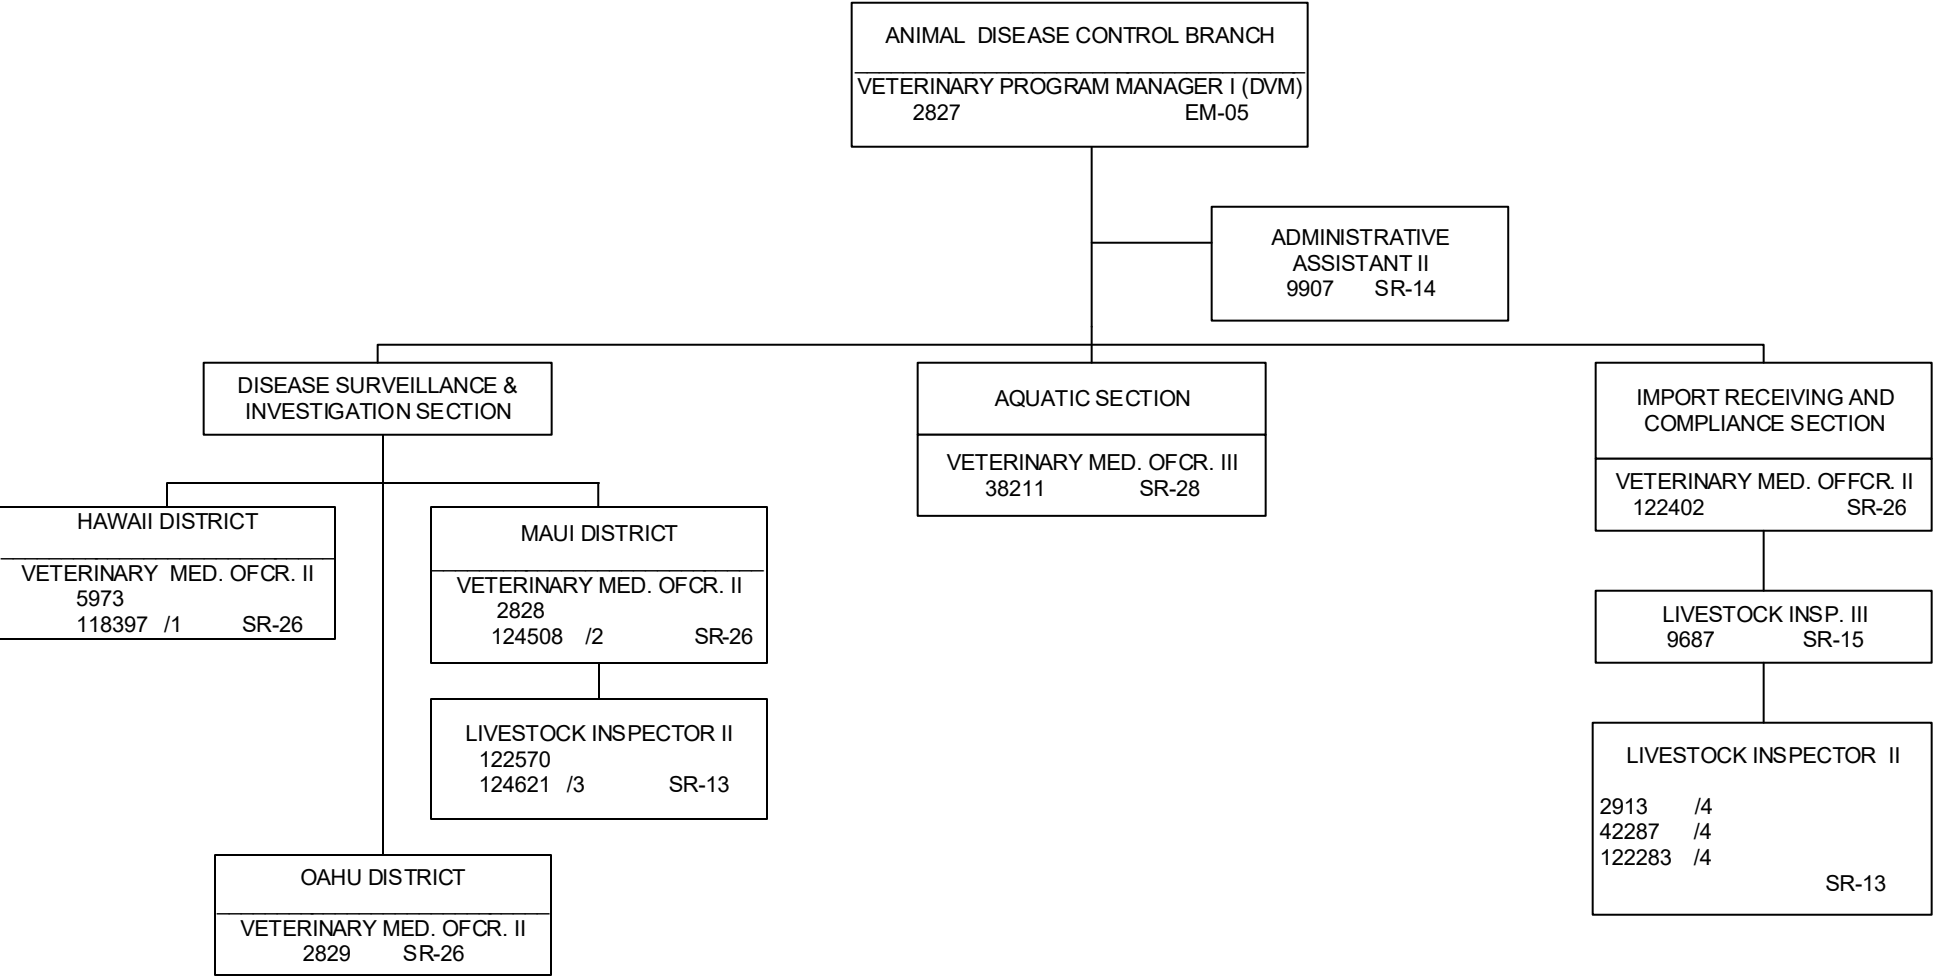 ANIMAL DISEASE CONTROL BRANCH
VETERINARY PROGRAM MANAGER I (DVM)
2827 EM-05
ADMINISTRATIVE
ASSISTANT II
9907 SR-14
DISEASE SURVEILLANCE &
INVESTIGATION SECTION
AQUATIC SECTION
VETERINARY MED. OFCR. III
38211 SR-28
IMPORT RECEIVING AND
COMPLIANCE SECTION
VETERINARY MED. OFFCR. II
122402 SR-26
HAWAII DISTRICT
VETERINARY MED. OFCR. II
5973
118397 /1 SR-26
MAUI DISTRICT
VETERINARY MED. OFCR. II
2828
124508 /2 SR-26
LIVESTOCK INSP. III
9687 SR-15
LIVESTOCK INSPECTOR II
122570
124621 /3 SR-13
LIVESTOCK INSPECTOR II
2913 /4
42287 /4
122283 /4
SR-13
OAHU DISTRICT
VETERINARY MED. OFCR. II
2829 SR-26